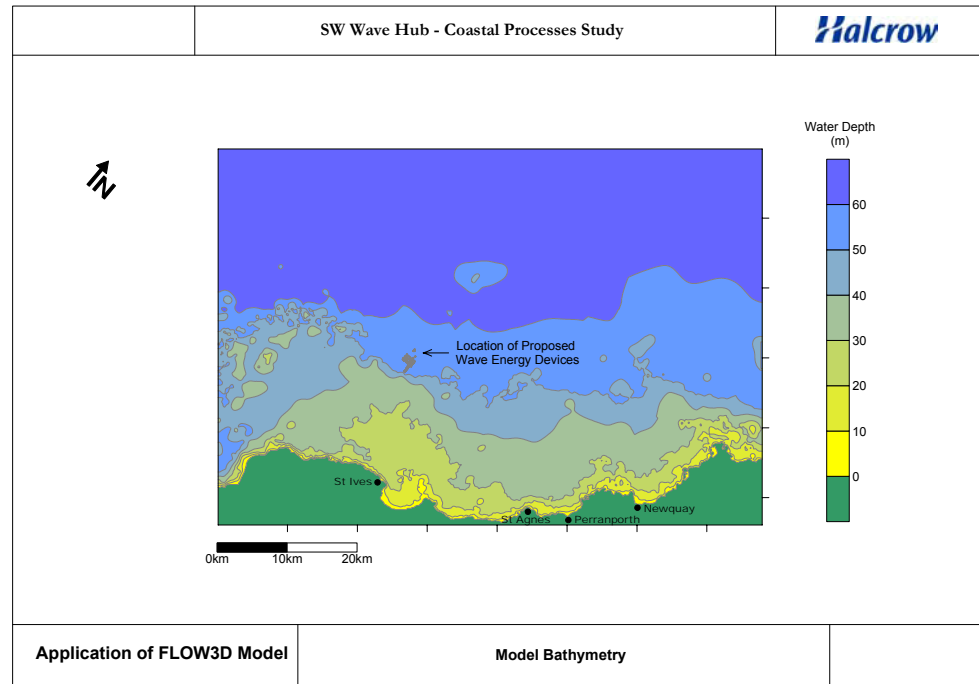 SW Wave Hub - Coastal Processes Study
Halcrow
N
Water Depth
(m)
60
50
40
30
20
10
0
Location of Proposed
Wave Energy Devices
St Ives
St Agnes
Perranporth
Newquay
0km
10km
20km
Application of FLOW3D Model
Model Bathymetry